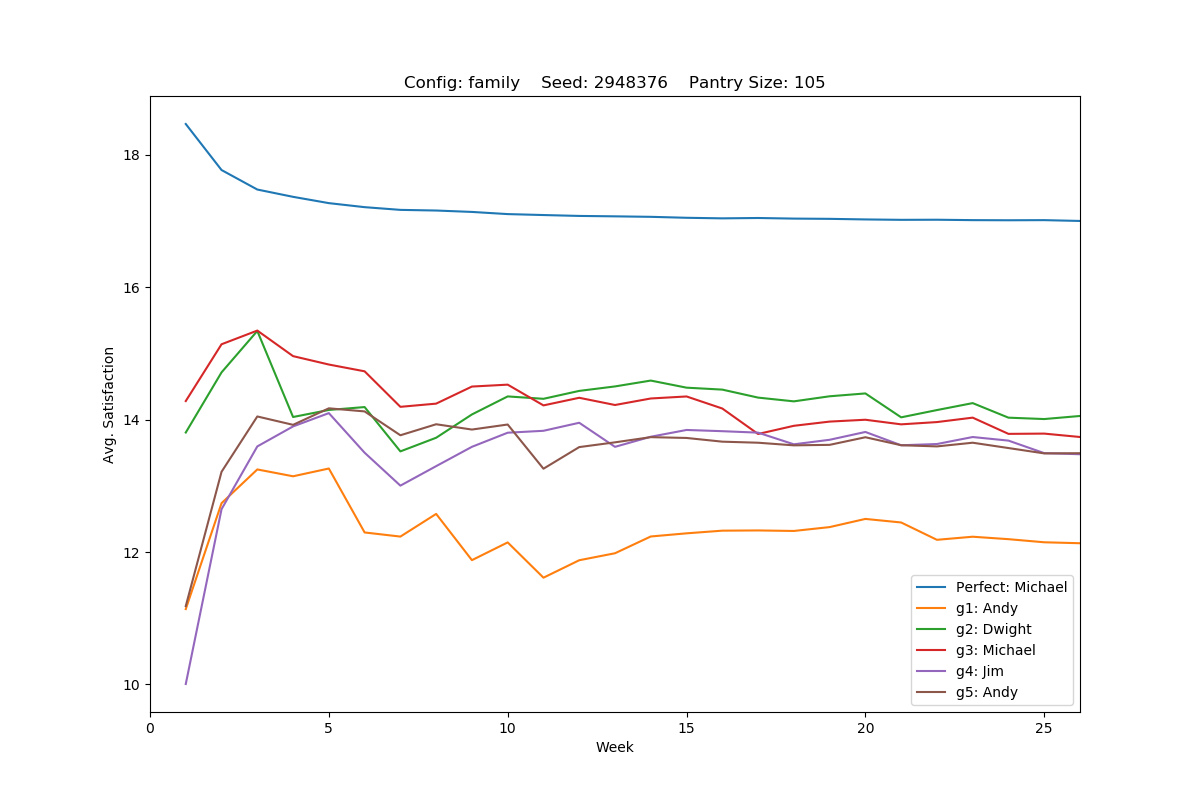 Config: family    Seed: 2948376    Pantry Size: 105
Avg. Satisfaction
18
16
14
12
10
0 5 10 15 20 25
Week
Perfect: Michael
g1: Andy
g2: Dwight
g3: Michael
g4: Jim
g5: Andy